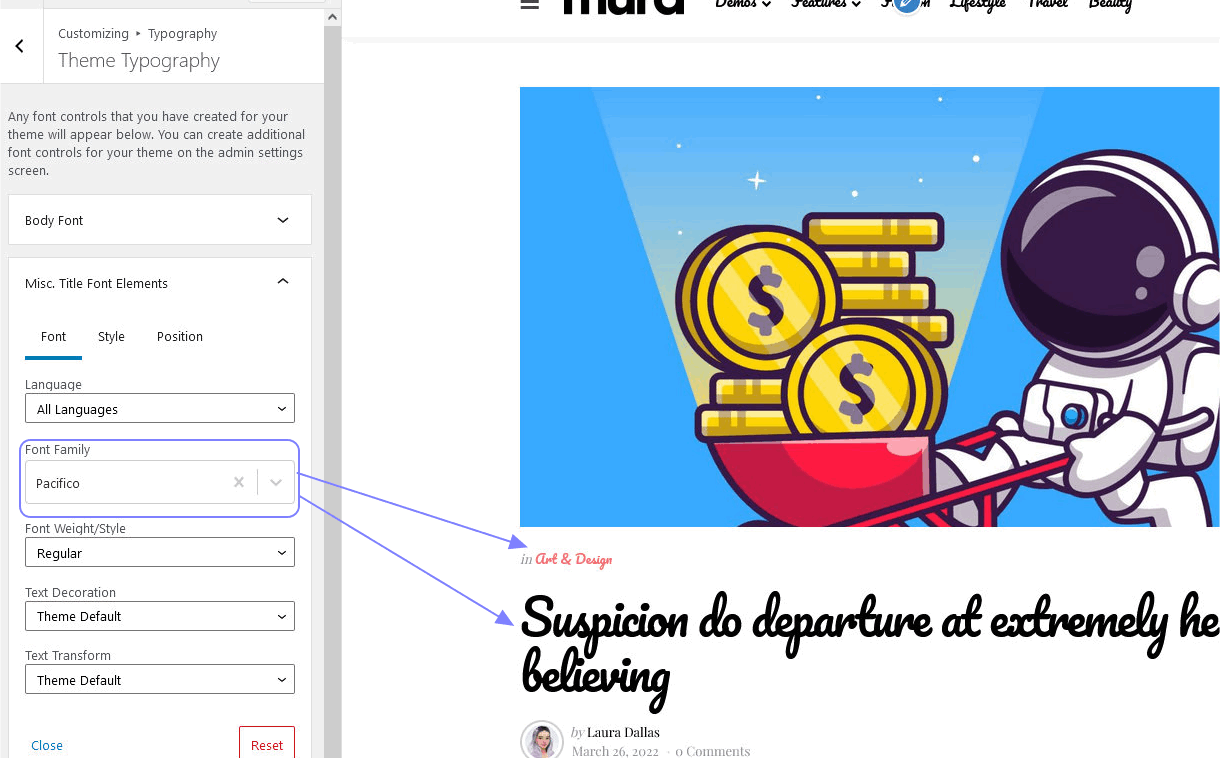 Customizing ▸ Typography
Theme Typography
Any font controls that you have created for your
theme will appear below. You can create additional
font controls for your theme on the admin settings
screen.
Body Font
Misc. Title Font Elements
Font Style Position
Language
All Languages
Font Family
Pacifico
Font Weight/Style
Regular
Text Decoration
Theme Default
Text Transform
Theme Default
Close Reset
Demos Features Lifestyle Travel Beauty
$
$
in Art & Design
Suspicion do departure at extremely he
believing
by Laura Dallas
March 26, 2022 · 0 Comments